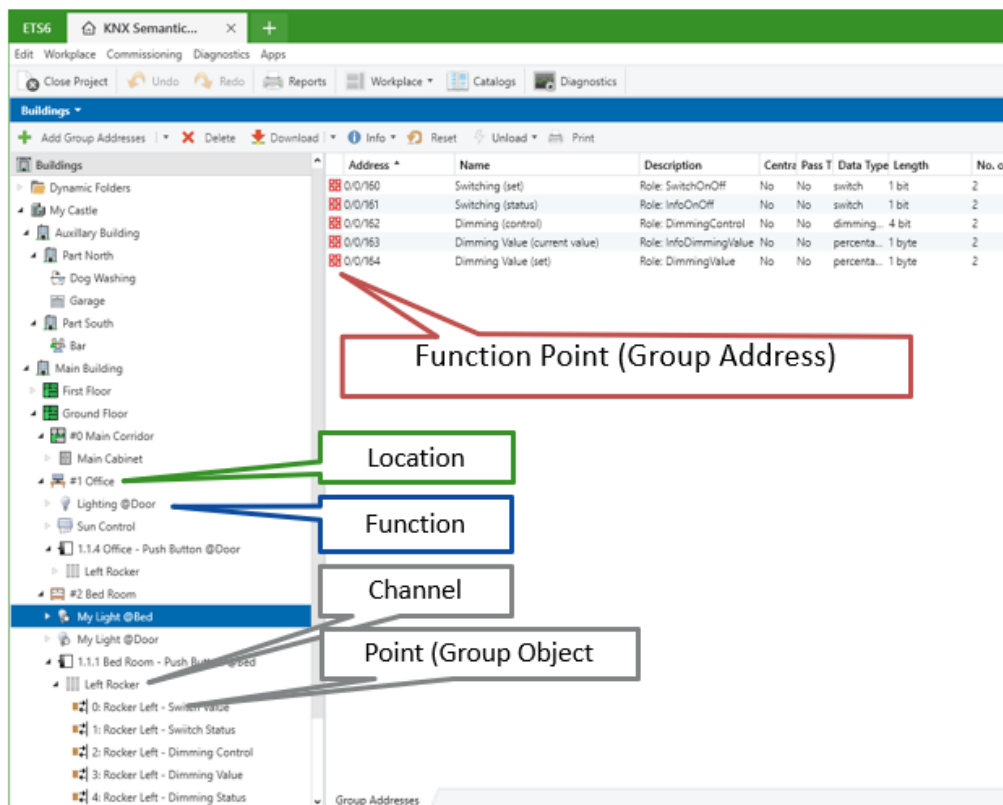 ETS6 KNX Semantic... × +
Edit Workplace Commissioning Diagnostics Apps
Close Project Undo Redo Reports Workplace Catalogs Diagnostics
Buildings
Add Group Addresses Delete Download Info Reset Unload Print
Buildings
Dynamic Folders
My Castle
Auxillary Building
Part North
Dog Washing
Garage
Part South
Bar
Main Building
First Floor
Ground Floor
#0 Main Corridor
Main Cabinet
#1 Office
Lighting @Door
Sun Control
1.1.4 Office - Push Button @Door
Left Rocker
#2 Bed Room
My Light @Bed
My Light @Door
1.1.1 Bed Room - Push Button @Bed
Left Rocker
0: Rocker Left - Switch Value
1: Rocker Left - Swiitch Status
2: Rocker Left - Dimming Control
3: Rocker Left - Dimming Value
4: Rocker Left - Dimming Status
Address Name Description Centra Pass T Data Type Length No. o
0/0/160 Switching (set) Role: SwitchOnOff No No switch 1 bit 2
0/0/161 Switching (status) Role: InfoOnOff No No switch 1 bit 2
0/0/162 Dimming (control) Role: DimmingControl No No dimming... 4 bit 2
0/0/163 Dimming Value (current value) Role: InfoDimmingValue No No percenta... 1 byte 2
0/0/164 Dimming Value (set) Role: DimmingValue No No percenta... 1 byte 2
Function Point (Group Address)
Location
Function
Channel
Point (Group Object
Group Addresses